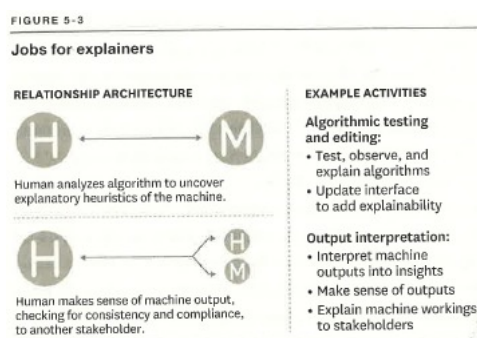 FIGURE 5-3
Jobs for explainers
RELATIONSHIP ARCHITECTURE
H
M
Human analyzes algorithm to uncover
explanatory heuristics of the machine.
H
H
M
Human makes sense of machine output,
checking for consistency and compliance,
to another stakeholder.
EXAMPLE ACTIVITIES
Algorithmic testing
and editing:
• Test, observe, and
explain algorithms
• Update interface
to add explainability
Output interpretation:
• Interpret machine
outputs into insights
• Make sense of outputs
• Explain machine workings
to stakeholders